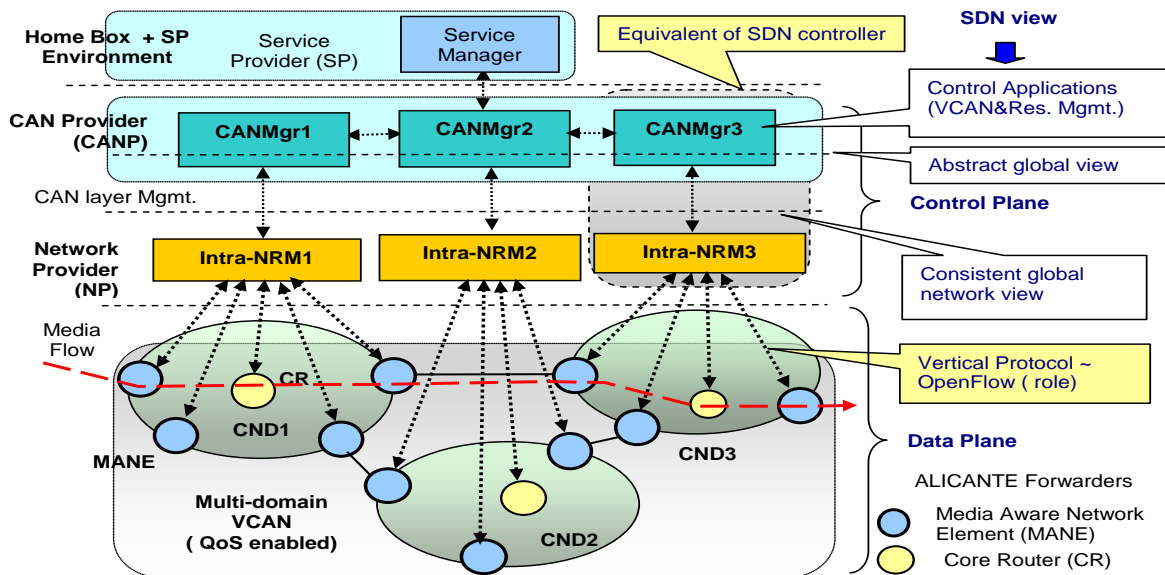 SDN view
Home Box + SP
Environment
Service
Provider (SP)
Service
Manager
Equivalent of SDN controller
Control Applications
(VCAN&Res. Mgmt.)
CAN Provider
(CANP)
CANMgr1
CANMgr2
CANMgr3
Abstract global view
CAN layer Mgmt.
Control Plane
Network
Provider
(NP)
Intra-NRM1
Intra-NRM2
Intra-NRM3
Consistent global
network view
Media
Flow
CR
Vertical Protocol ~
OpenFlow ( role)
CND1
MANE
CND3
Data Plane
Multi-domain
VCAN
( QoS enabled)
CND2
ALICANTE Forwarders
Media Aware Network
Element (MANE)
Core Router (CR)